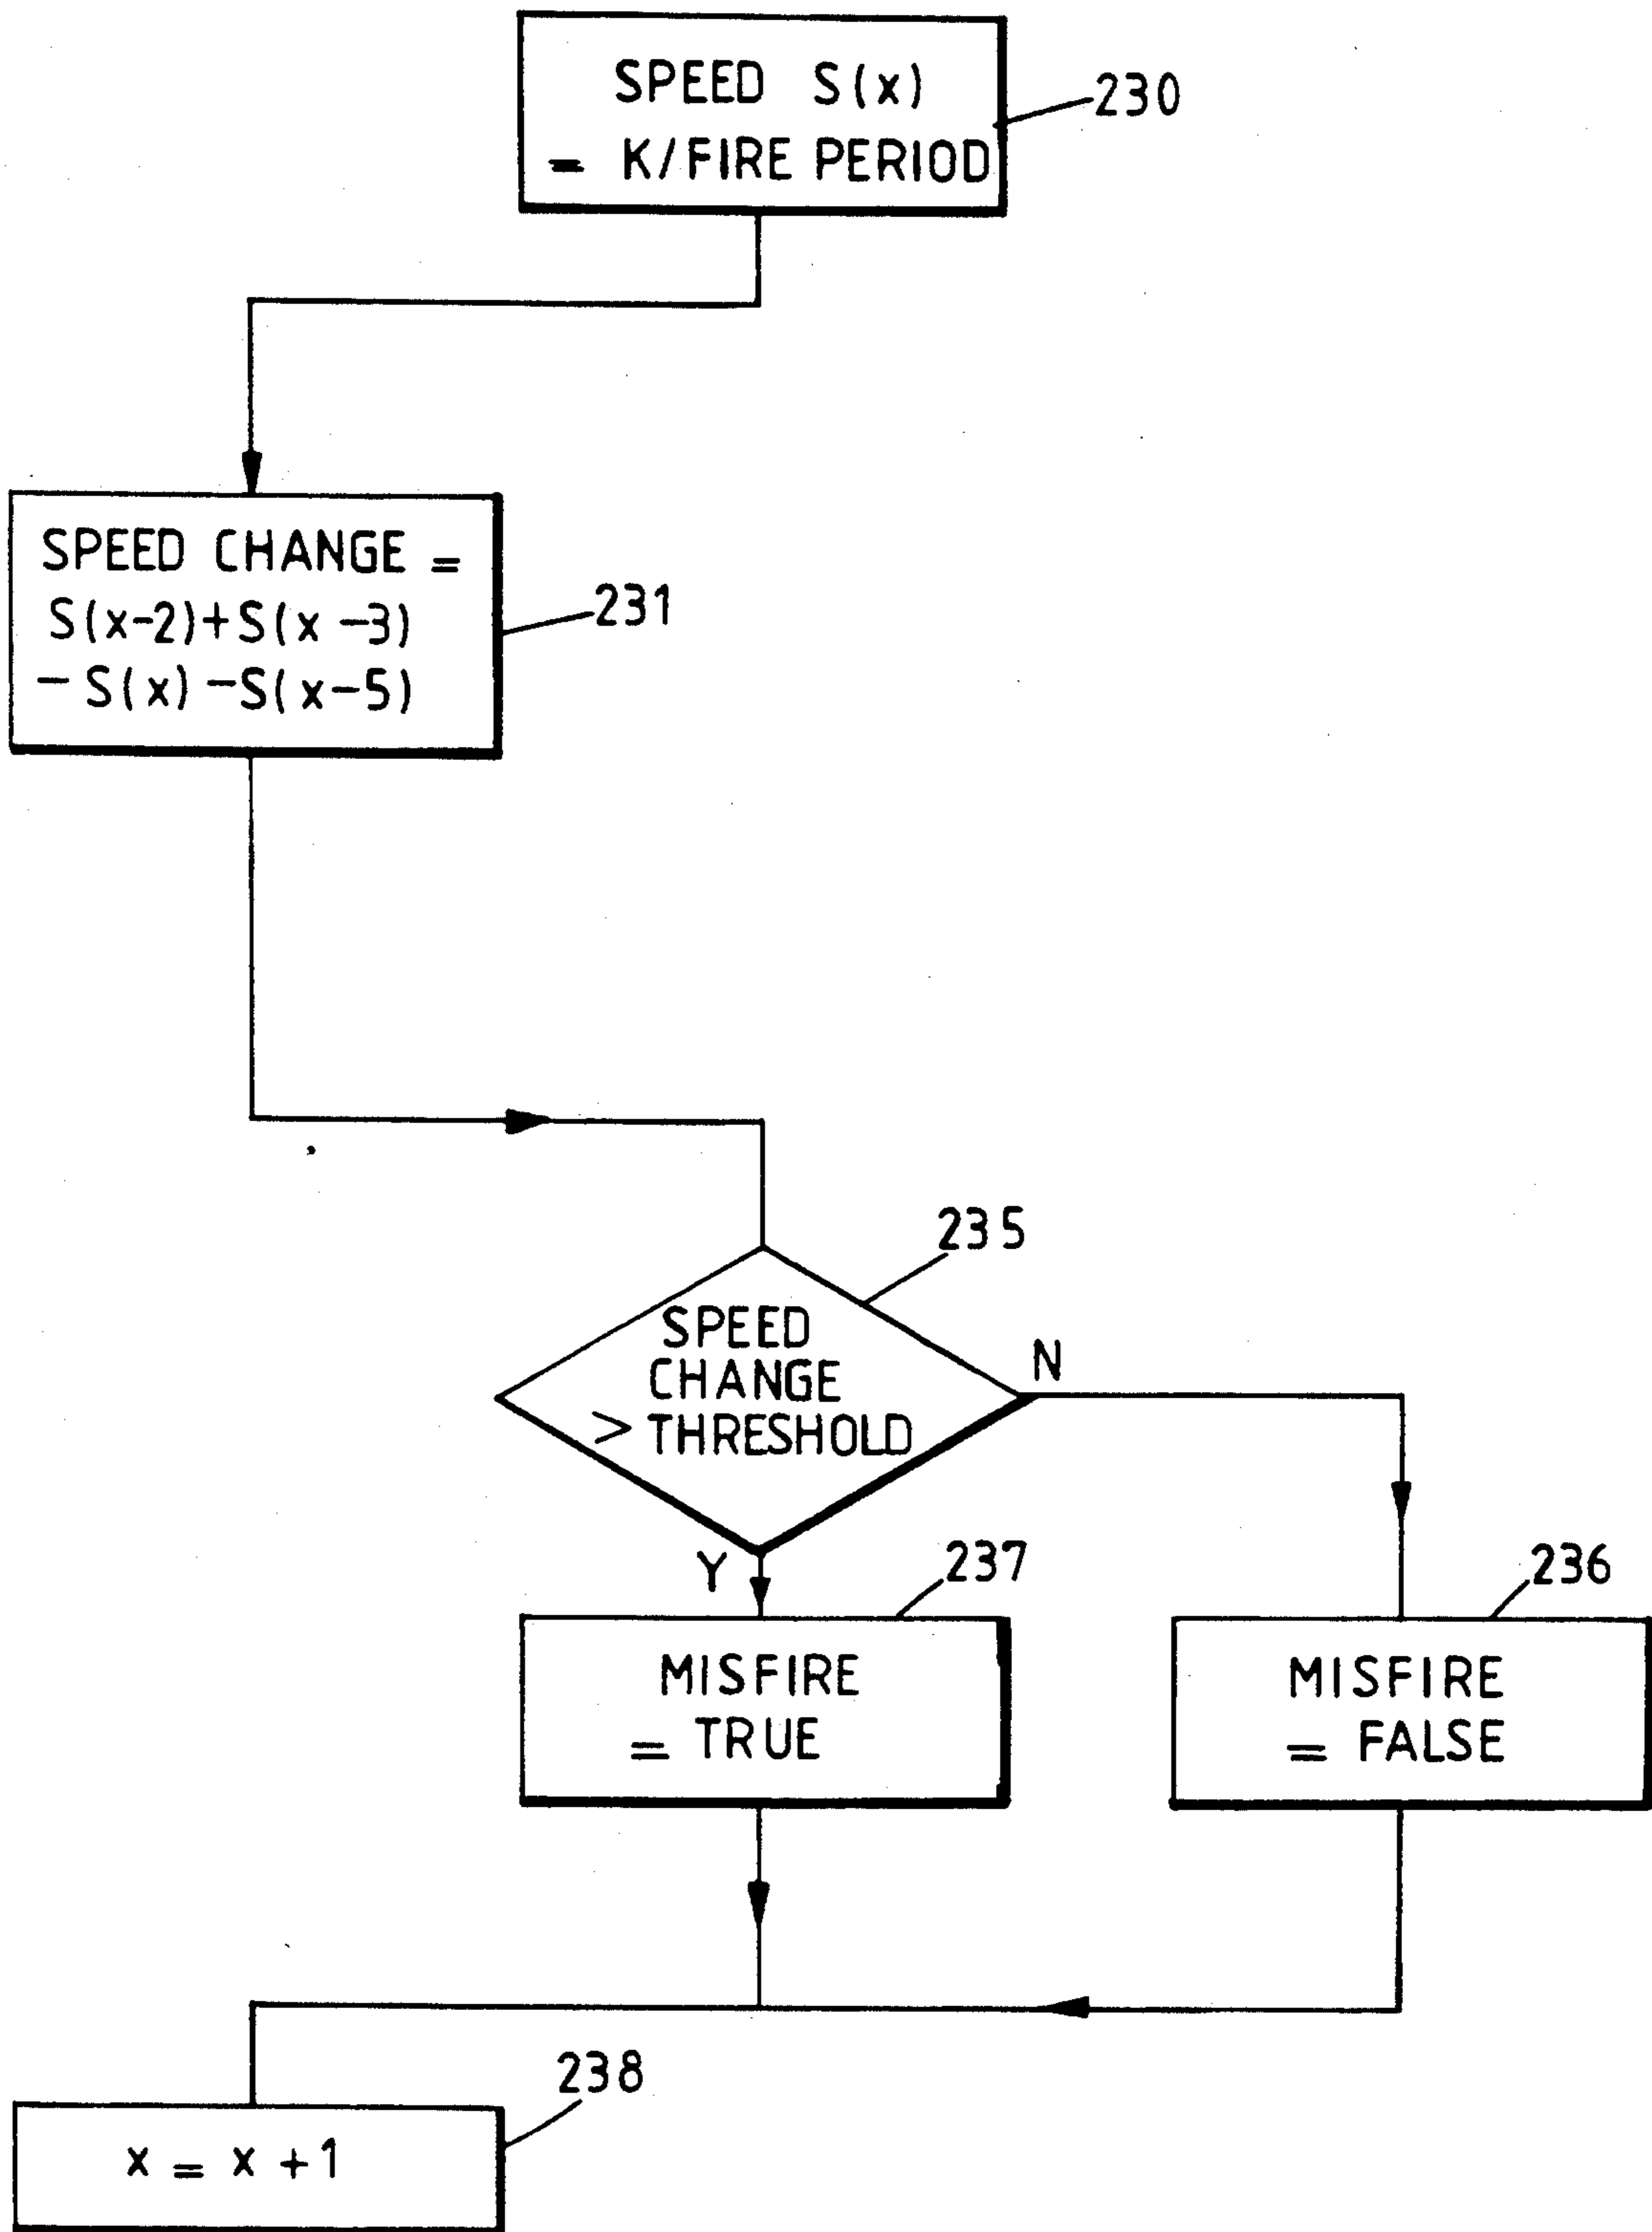 SPEED S(x)
= K/FIRE PERIOD
230
SPEED CHANGE =
S(x-2)+S(x-3)
-S(x)-S(x-5)
231
235
SPEED
CHANGE
> THRESHOLD
N
Y
237
236
MISFIRE
= TRUE
MISFIRE
= FALSE
238
x = x +1